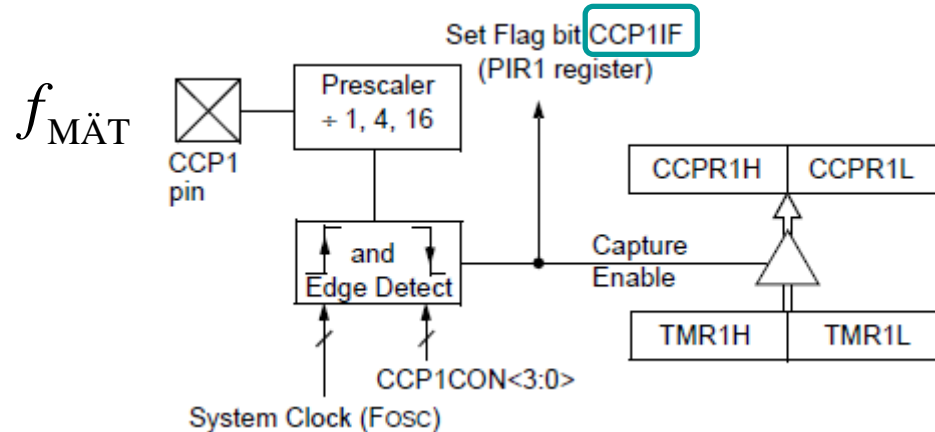 Set Flag bit CCP1IF
(PIR1 register)
fMÄT
Prescaler
÷ 1, 4, 16
CCP1
pin
CCPR1H CCPR1L
and
Edge Detect
Capture
Enable
TMR1H TMR1L
CCP1CON<3:0>
System Clock (FOSC)